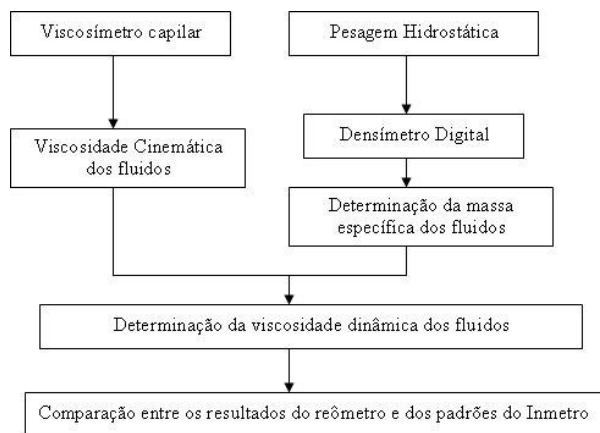 Viscosímetro capilar
Pesagem Hidrostática
Viscosidade Cinemática
dos fluidos
Densímetro Digital
Determinação da massa
específica dos fluidos
Determinação da viscosidade dinâmica dos fluidos
Comparação entre os resultados do reômetro e dos padrões do Inmetro